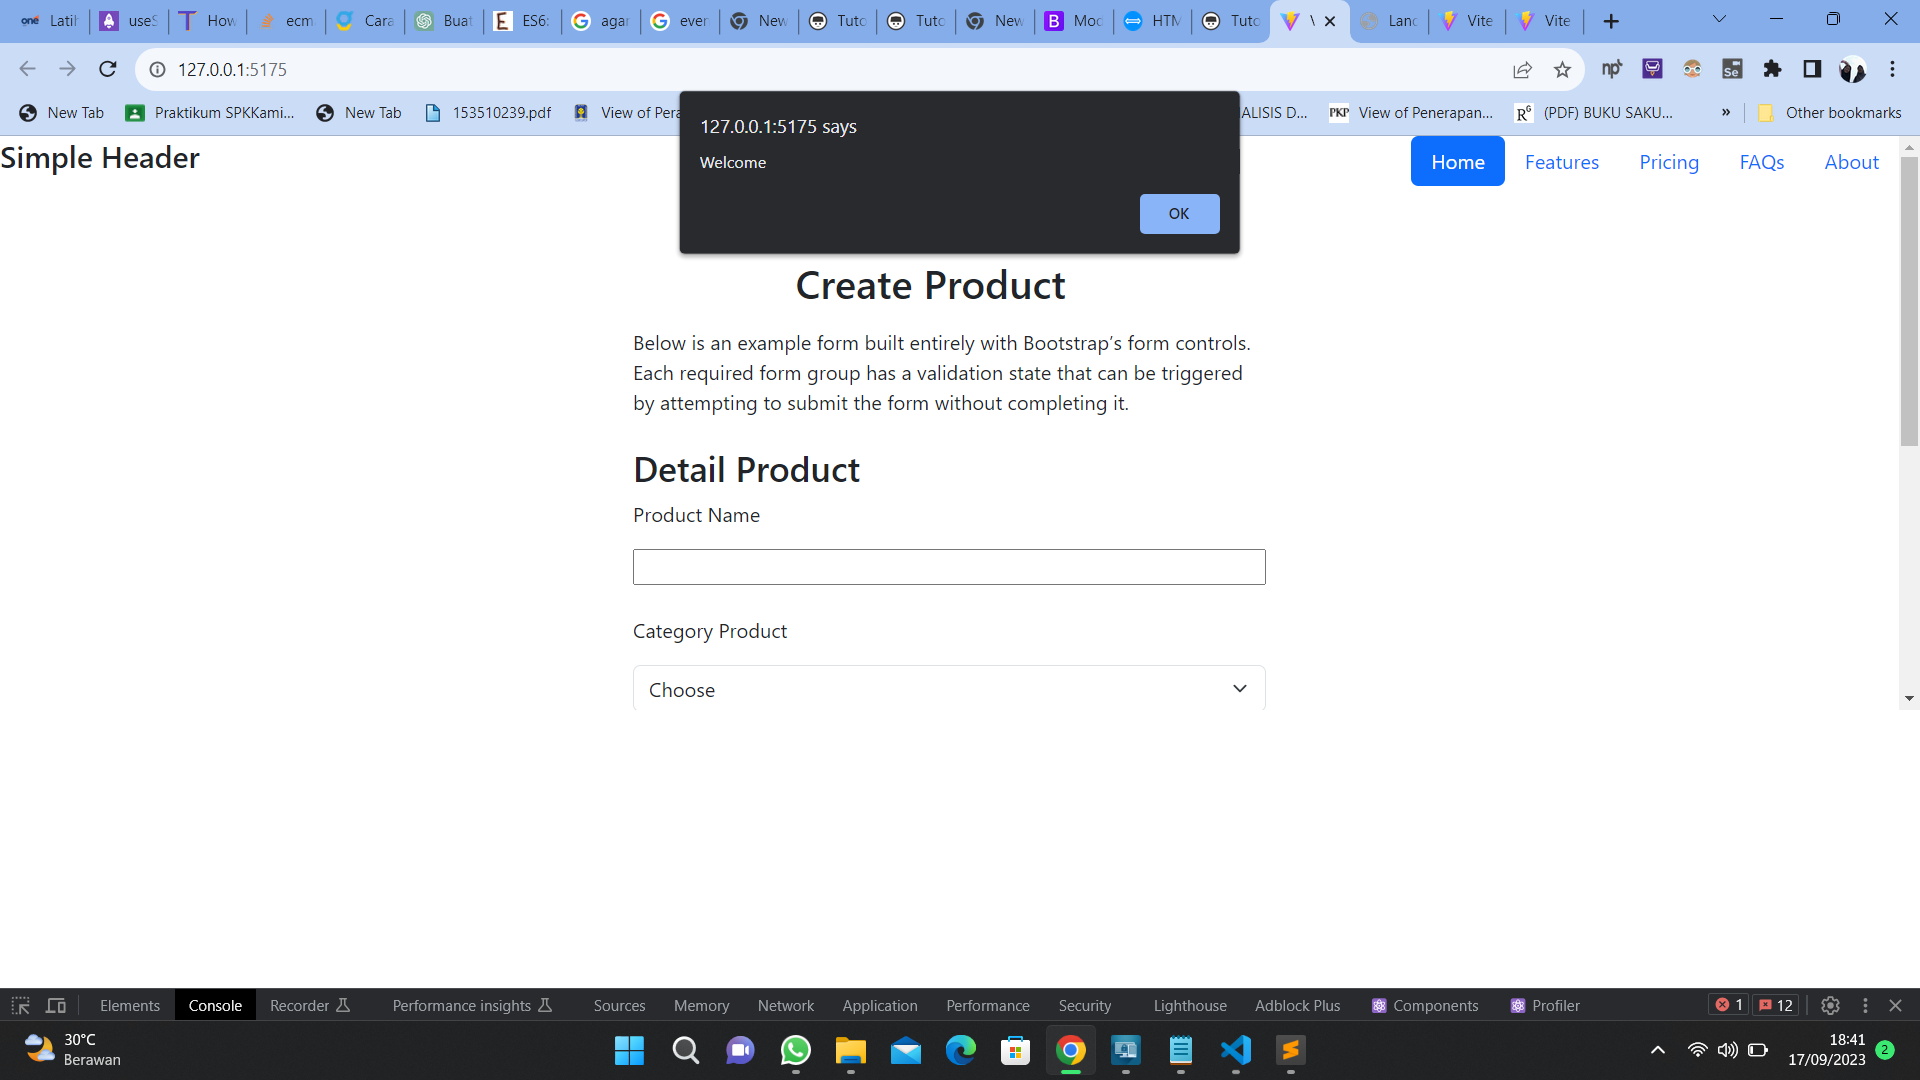 Latih
useS
How
ecm
Cara
Buat
ES6:
agar
even
New
Tuto
Tuto
New
Moc
HTM
Tuto
Lanc
Vite
Vite
127.0.0.1:5175
New Tab
Praktikum SPKKami...
New Tab
153510239.pdf
View of Pera
ALISIS D...
PKP
View of Penerapan...
(PDF) BUKU SAKU...
»
Other bookmarks
127.0.0.1:5175 says
Welcome
OK
Simple Header
Home
Features
Pricing
FAQs
About
Create Product
Below is an example form built entirely with Bootstrap’s form controls.
Each required form group has a validation state that can be triggered
by attempting to submit the form without completing it.
Detail Product
Product Name
Category Product
Choose
Elements
Console
Recorder
Performance insights
Sources
Memory
Network
Application
Performance
Security
Lighthouse
Adblock Plus
Components
Profiler
1
12
30°C
Berawan
18:41
17/09/2023
2